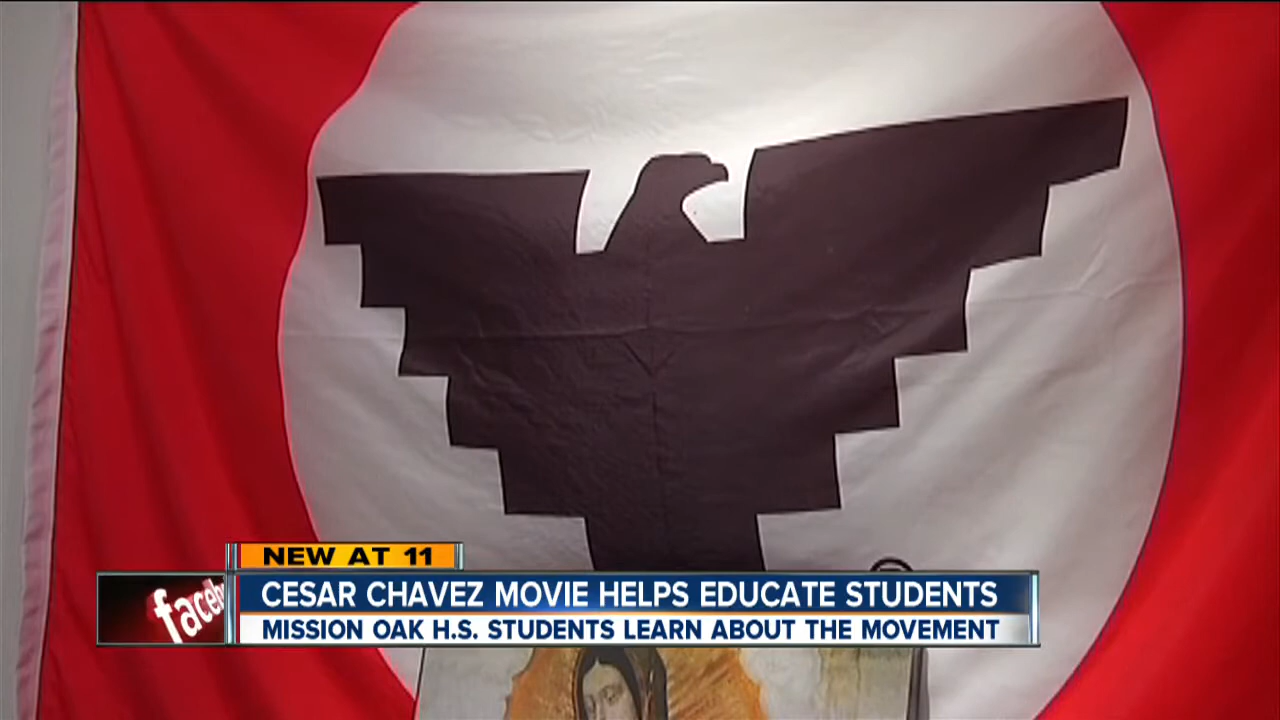 NEW AT 11
CESAR CHAVEZ MOVIE HELPS EDUCATE STUDENTS
MISSION OAK H.S. STUDENTS LEARN ABOUT THE MOVEMENT